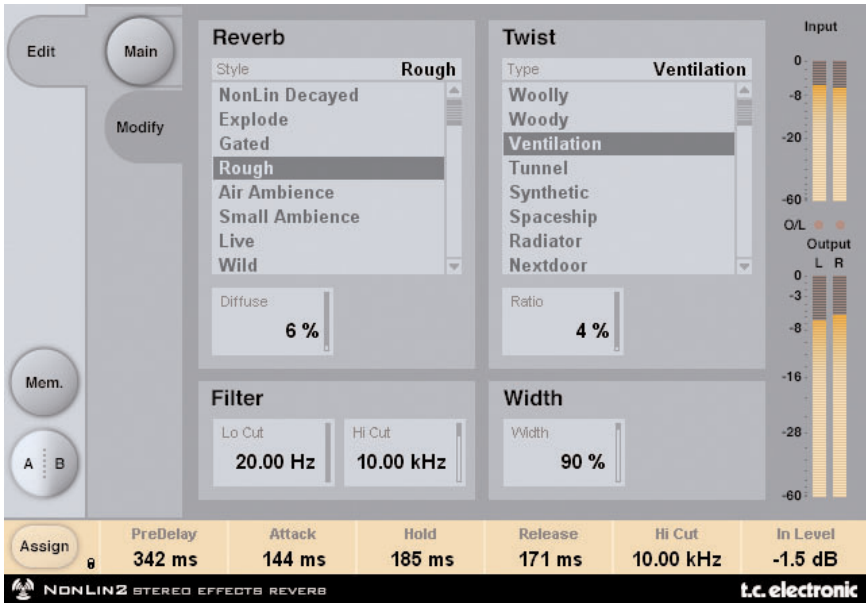 Edit
Main
Modify
Mem.
A B
Reverb
Style Rough
NonLin Decayed
Explode
Gated
Rough
Air Ambience
Small Ambience
Live
Wild
Diffuse
6 %
Twist
Type Ventilation
Woolly
Woody
Ventilation
Tunnel
Synthetic
Spaceship
Radiator
Nextdoor
Ratio
4 %
Filter
Lo Cut
20.00 Hz
Hi Cut
10.00 kHz
Width
Width
90 %
Input
0
-8
-20
-60
O/L
Output
L R
0
-3
-8
-16
-28
-60
Assign
PreDelay
342 ms
Attack
144 ms
Hold
185 ms
Release
171 ms
Hi Cut
10.00 kHz
In Level
-1.5 dB
NONLIN2 STEREO EFFECTS REVERB
t.c. electronic